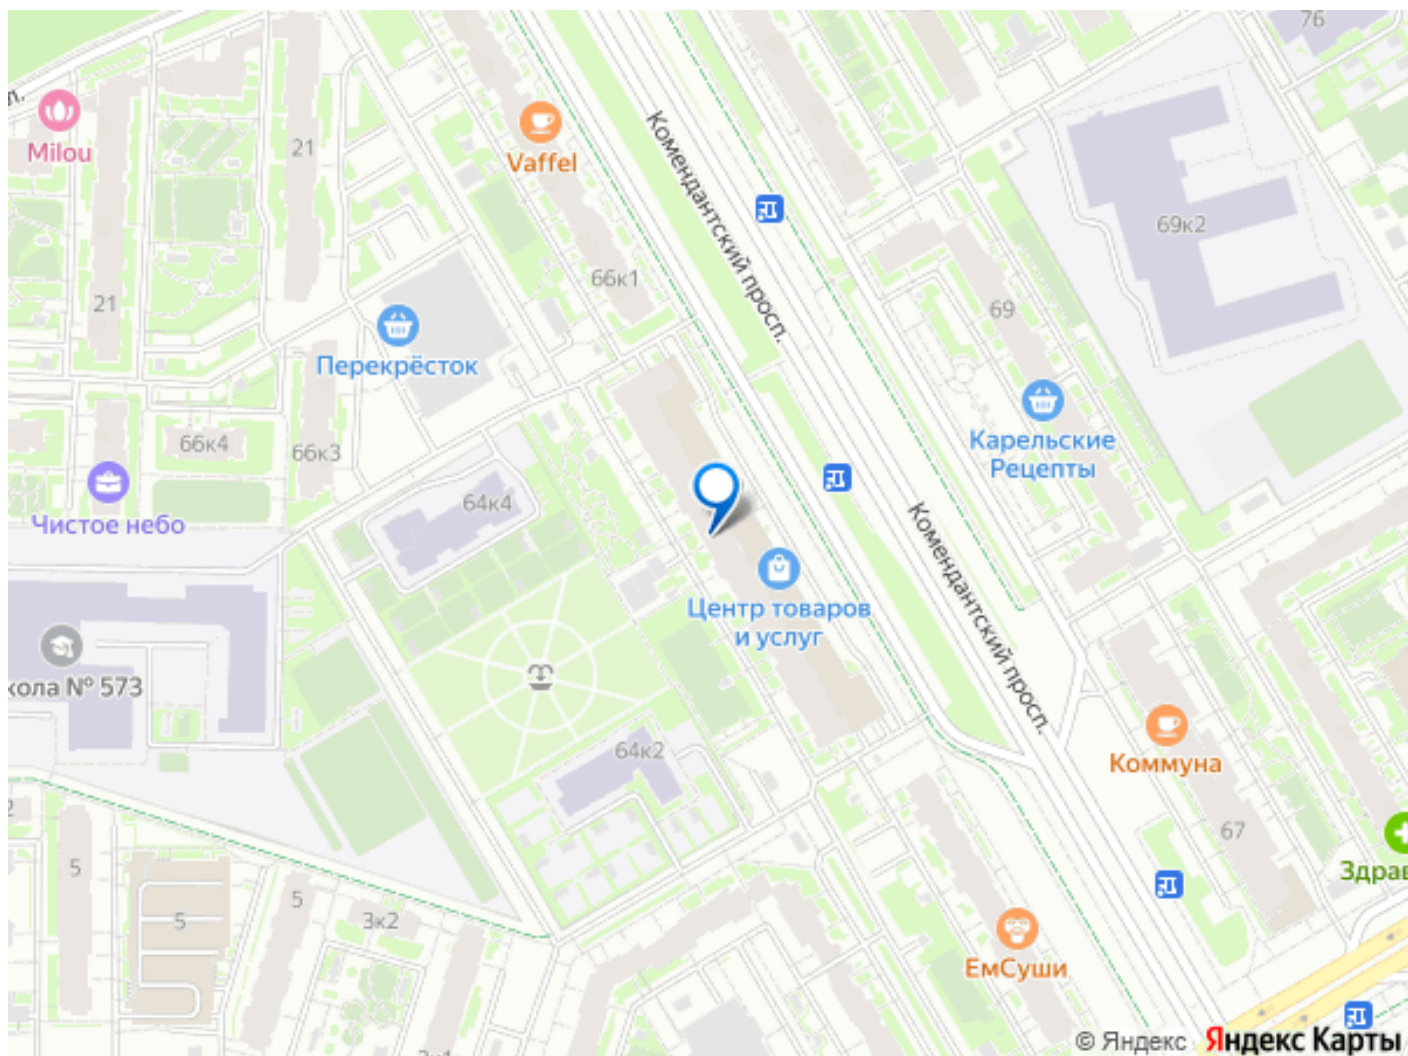 76
Milou
21
Vaffel
Комендантский просп.
69к2
66к1
21
69
Перекрёсток
Карельские
Рецепты
66к4
66к3
64к4
Чистое небо
Центр товаров
и услуг
Комендантский просп.
кола № 573
64к2
Коммуна
67
5
5
5
3к2
Здрав
ЕмСуши
© Яндекс
Яндекс Карты